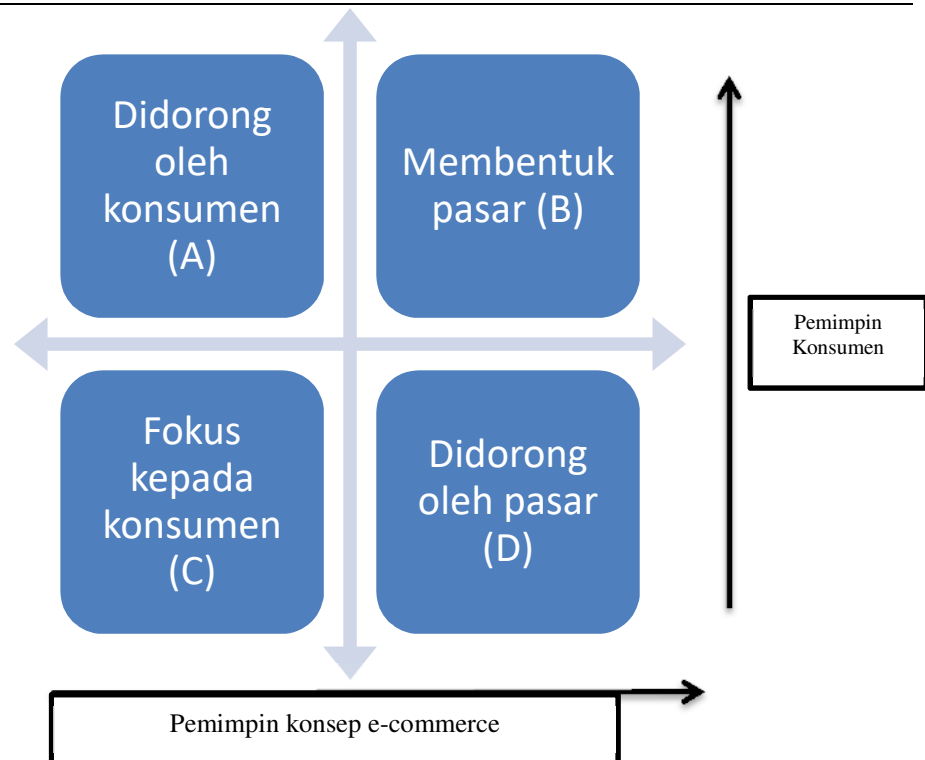 Didorong
oleh
konsumen
(A)
Membentuk
pasar (B)
Fokus
kepada
konsumen
(C)
Didorong
oleh pasar
(D)
Pemimpin
Konsumen
Pemimpin konsep e-commerce